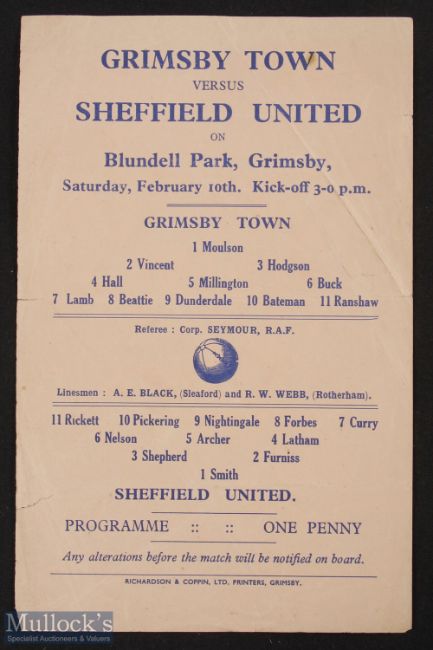 GRIMSBY TOWN
VERSUS
SHEFFIELD UNITED
ON
Blundell Park, Grimsby,
Saturday, February 10th. Kick-off 3-0 p.m.
GRIMSBY TOWN
1 Moulson
2 Vincent 3 Hodgson
4 Hall 5 Millington 6 Buck
7 Lamb 8 Beattie 9 Dunderdale 10 Bateman 11 Ranshaw
Referee : Corp. SEYMOUR, R.A.F.
Linesmen : A. E. BLACK, (Sleaford) and R. W. WEBB, (Rotherham).
11 Rickett 10 Pickering 9 Nightingale 8 Forbes 7 Curry
6 Nelson 5 Archer 4 Latham
3 Shepherd 2 Furniss
1 Smith
SHEFFIELD UNITED.
PROGRAMME :: :: ONE PENNY
Any alterations before the match will be notified on board.
RICHARDSON & COPPIN, LTD. PRINTERS, GRIMSBY.
Mullock's
Specialist Auctioneers & Valuers